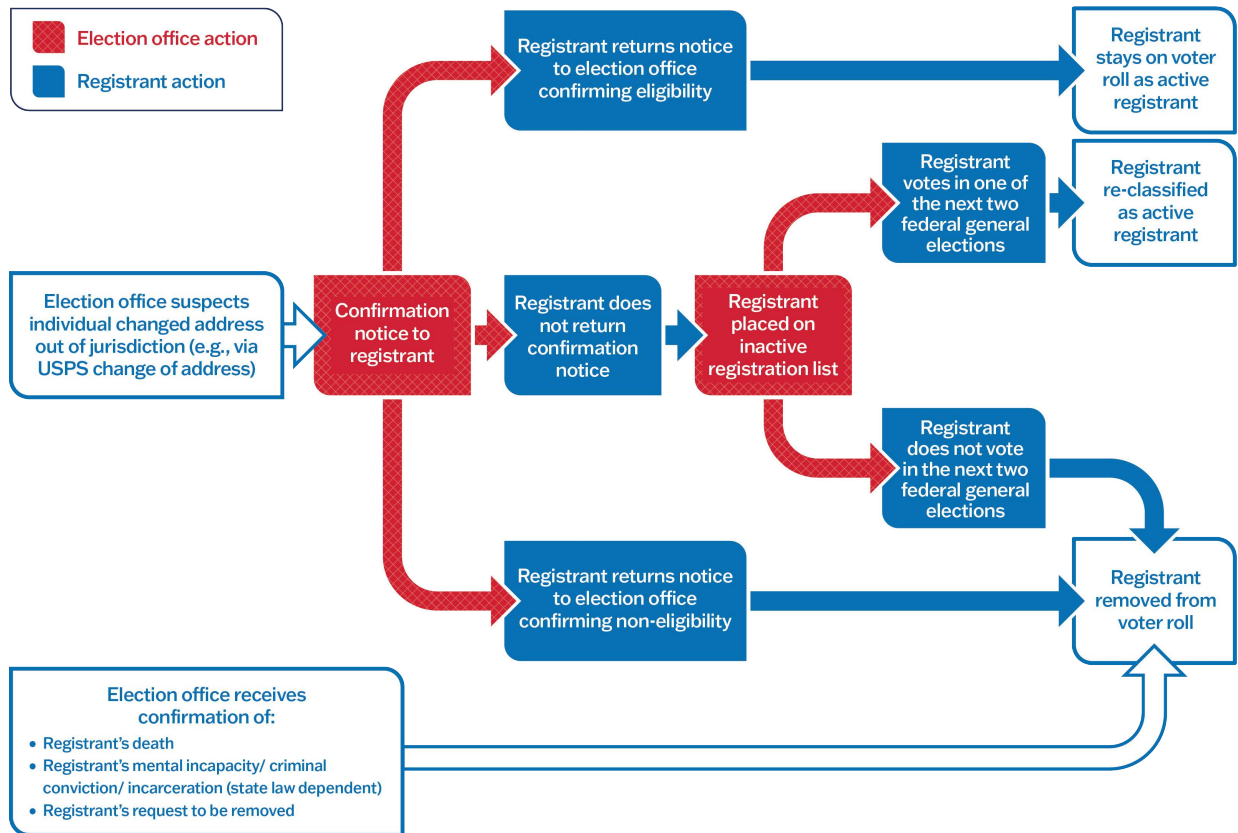 Election office action
Registrant action
Registrant returns notice
to election office
confirming eligibility
Registrant
stays on voter
roll as active
registrant
Registrant
votes in one of
the next two
federal general
elections
Registrant
re-classified
as active
registrant
Election office suspects
individual changed address
out of jurisdiction (e.g., via
USPS change of address)
Confirmation
notice to
registrant
Registrant does
not return
confirmation
notice
Registrant
placed on
inactive
registration list
Registrant
does not vote
in the next two
federal general
elections
Registrant returns notice
to election office
confirming non-eligibility
Registrant
removed from
voter roll
Election office receives
confirmation of:
• Registrant's death
• Registrant's mental incapacity/ criminal
conviction/ incarceration (state law dependent)
• Registrant's request to be removed